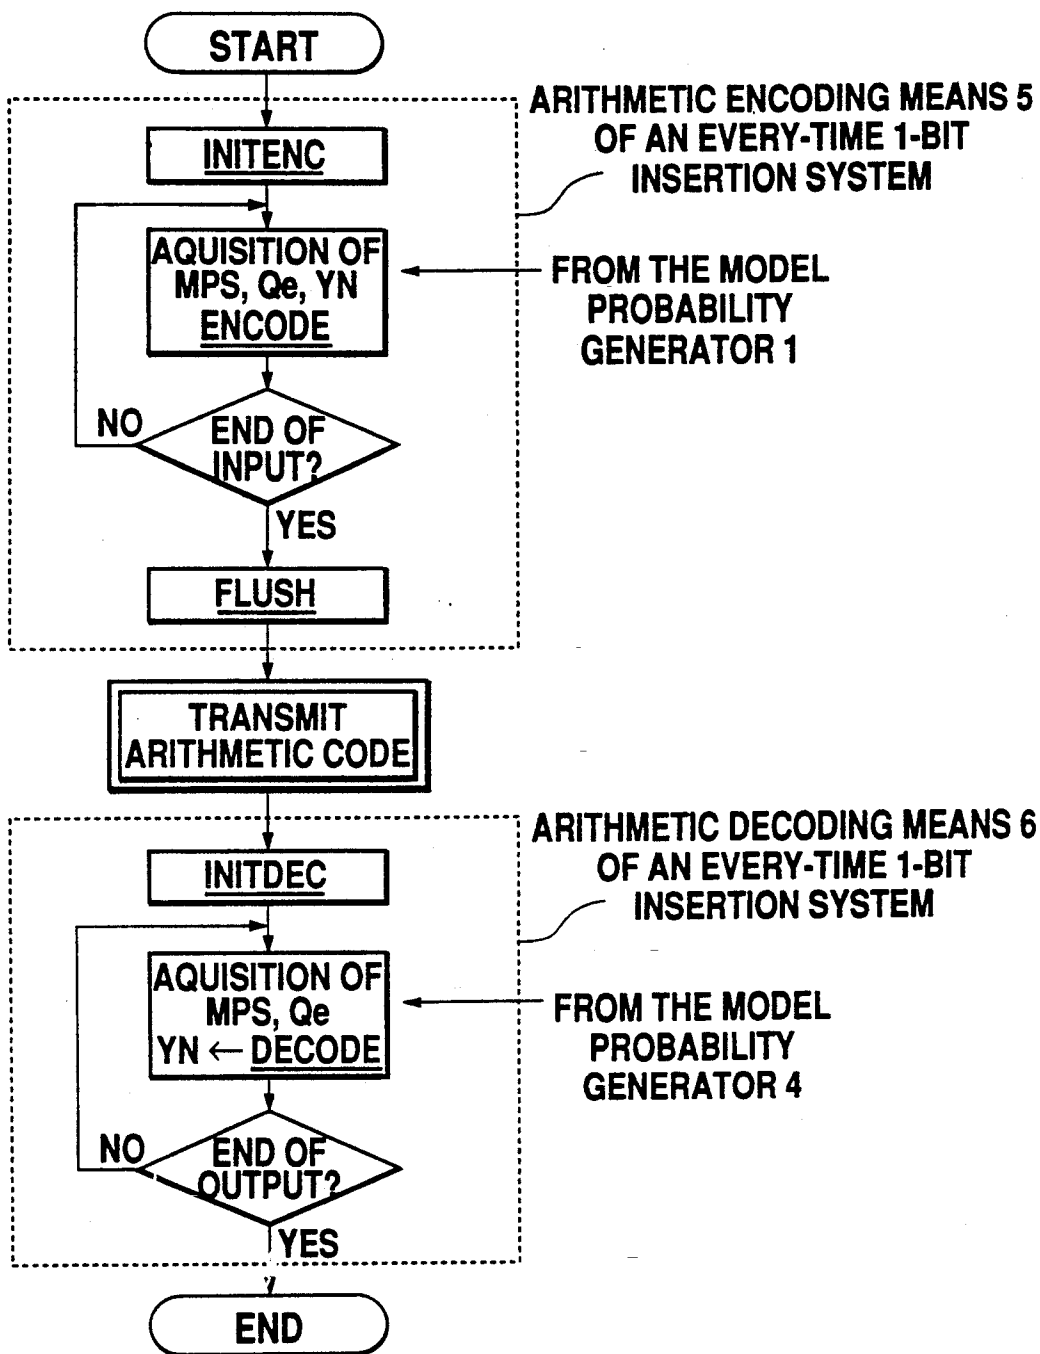 START
ARITHMETIC ENCODING MEANS 5
OF AN EVERY-TIME 1-BIT
INSERTION SYSTEM
INITENC
AQUISITION OF
MPS, Qe, YN
ENCODE
FROM THE MODEL
PROBABILITY
GENERATOR 1
NO
END OF
INPUT?
YES
FLUSH
TRANSMIT
ARITHMETIC CODE
ARITHMETIC DECODING MEANS 6
OF AN EVERY-TIME 1-BIT
INSERTION SYSTEM
INITDEC
AQUISITION OF
MPS, Qe
YN ← DECODE
FROM THE MODEL
PROBABILITY
GENERATOR 4
NO
END OF
OUTPUT?
YES
END